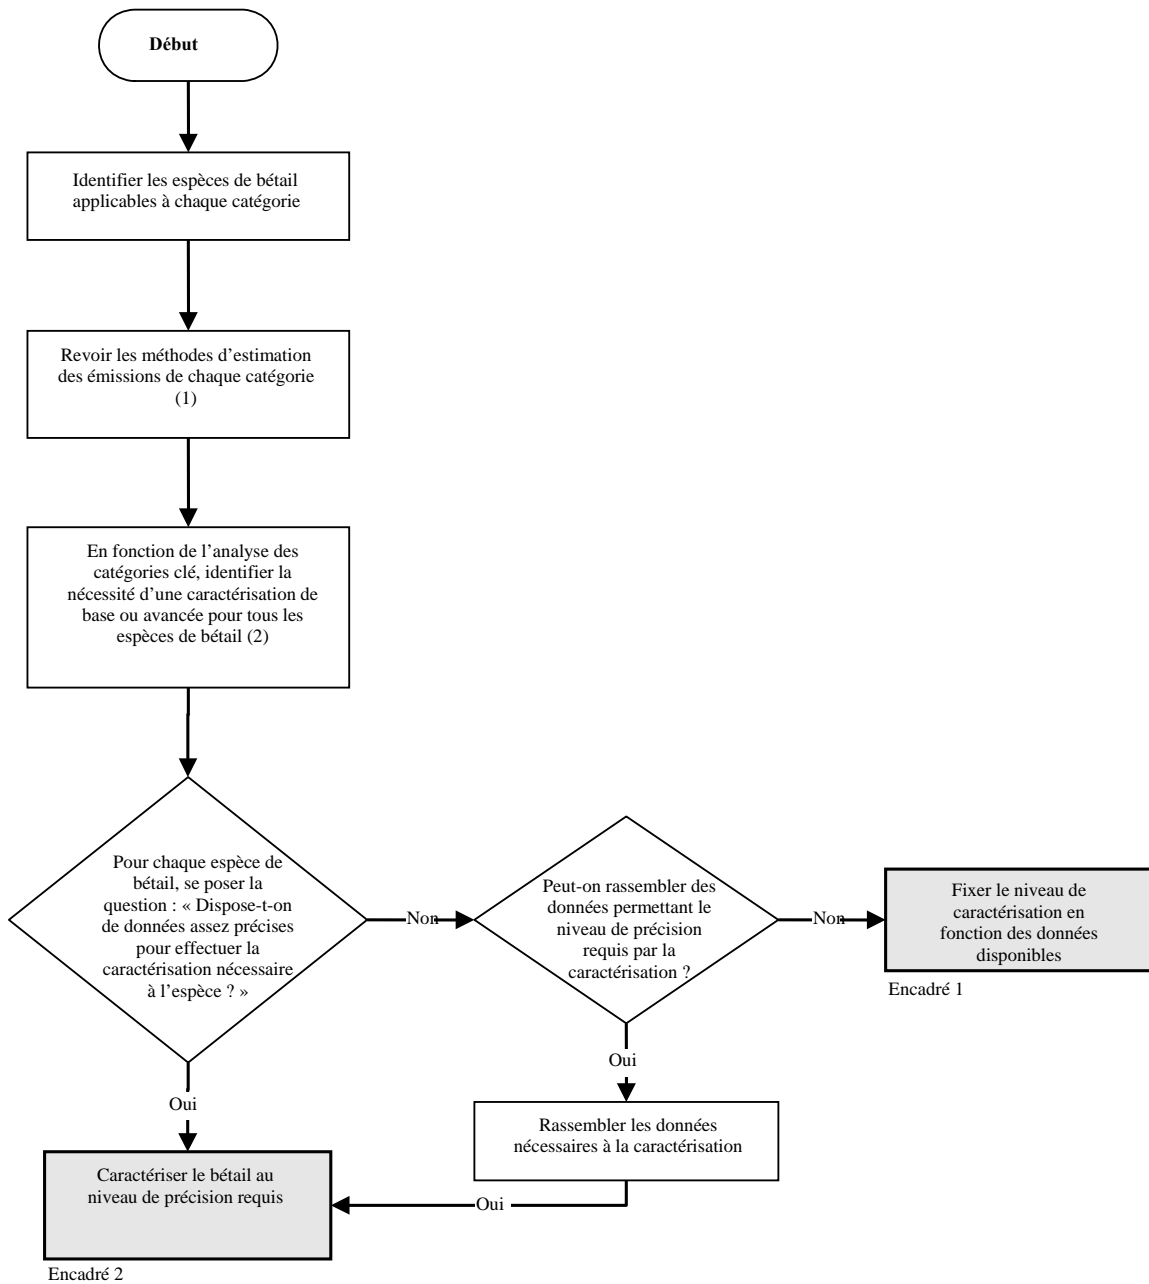 Début
Identifier les espèces de bétail
applicables à chaque catégorie
Revoir les méthodes d'estimation
des émissions de chaque catégorie
(1)
En fonction de l'analyse des
catégories clé, identifier la
nécessité d'une caractérisation de
base ou avancée pour tous les
espèces de bétail (2)
Pour chaque espèce de
bétail, se poser la
question : « Dispose-t-on
de données assez précises
pour effectuer la
caractérisation nécessaire
à l'espèce ? »
Non
Peut-on rassembler des
données permettant le
niveau de précision
requis par la
caractérisation ?
Non
Fixer le niveau de
caractérisation en
fonction des données
disponibles
Encadré 1
Oui
Oui
Rassembler les données
nécessaires à la caractérisation
Caractériser le bétail au
niveau de précision requis
Oui
Encadré 2